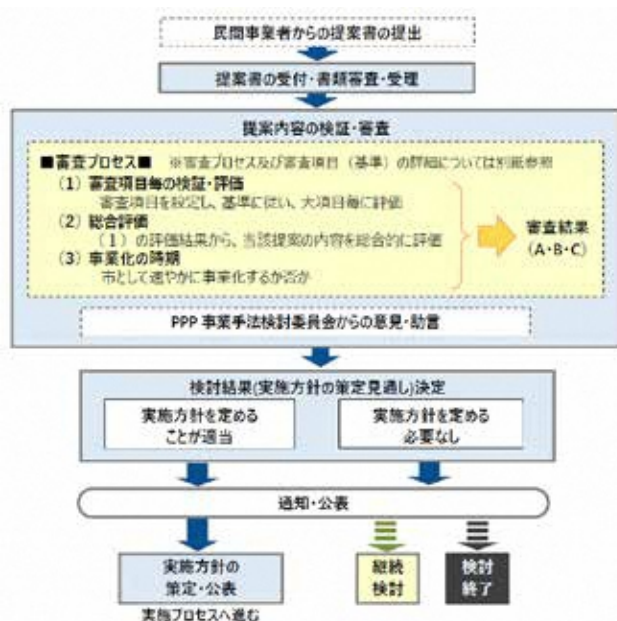 民間事業者からの提案書の提出
提案書の受付・書類審査・受理
提案内容の検証・審査
■審査プロセス■ ※審査プロセス及び審査項目（基準）の詳細については別紙参照
（1）審査項目毎の検証・評価
審査項目を設定し、基準に従い、大項目毎に評価
（2）総合評価
（1）の評価結果から、当該提案の内容を総合的に評価
（3）事業化の時期
市として速やかに事業化するか否か
審査結果
(A・B・C)
PPP 事業手法検討委員会からの意見・助言
検討結果(実施方針の策定見通し)決定
実施方針を定める
ことが適当
実施方針を定める
必要なし
通知・公表
実施方針の
策定・公表
継続
検討
検討
終了
実施プロセスへ進む